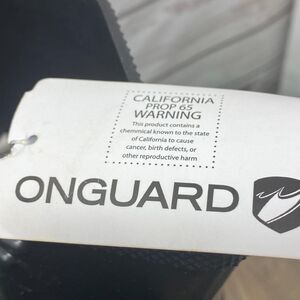 CALIFORNIA
PROP 65
WARNING
This product contains a
chemmical known to the state
of California to cause
cancer, birth defects, or
other reproductive harm
ONGUARD